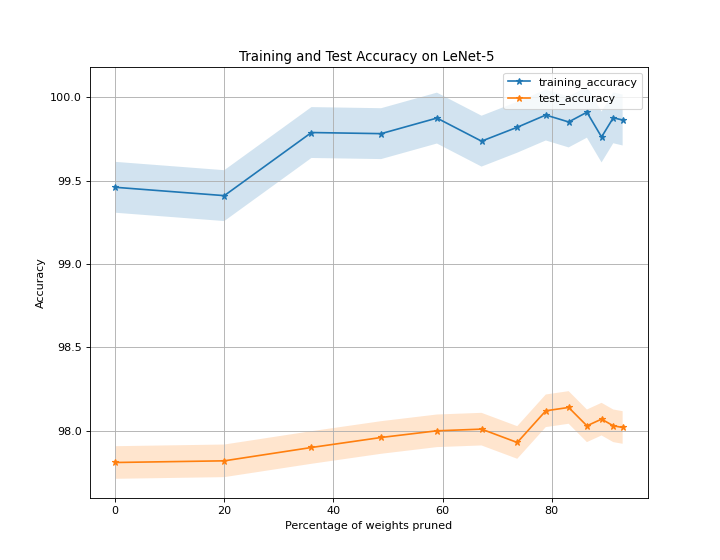 Training and Test Accuracy on LeNet-5
training_accuracy
test_accuracy
100.0
99.5
99.0
98.5
98.0
Accuracy
0 20 40 60 80
Percentage of weights pruned